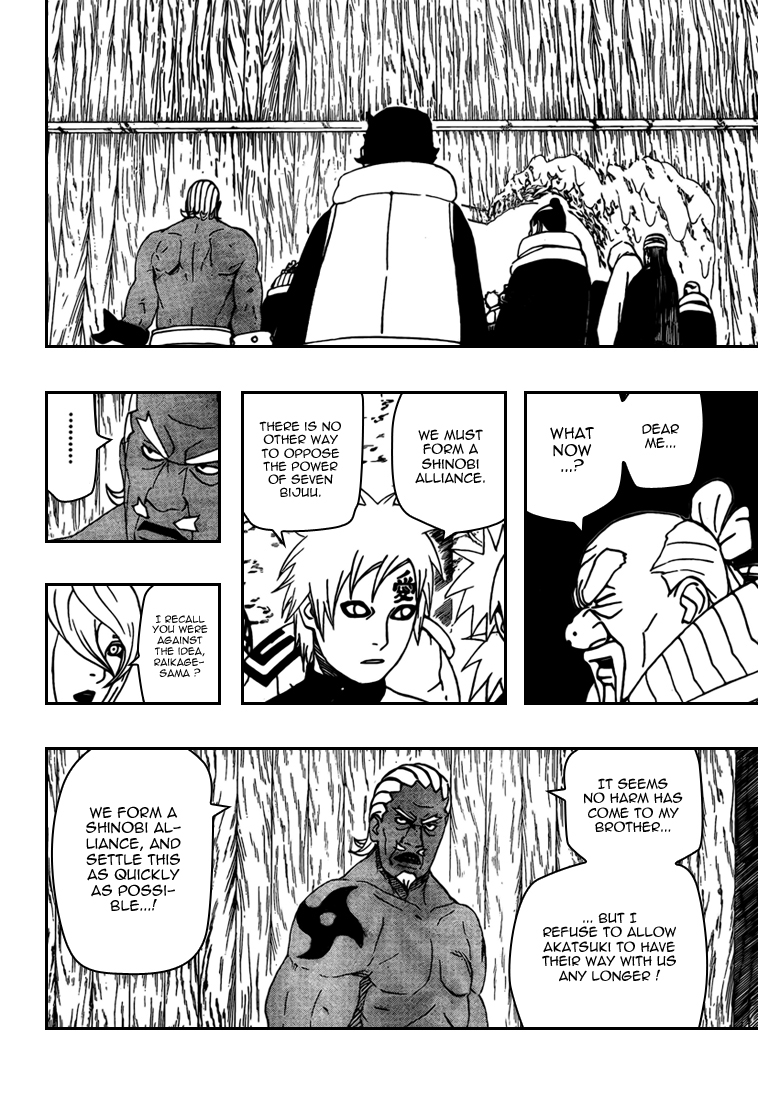 DEAR
ME...
WHAT
NOW
...?
WE MUST
FORM A
SHINOBI
ALLIANCE.
THERE IS NO
OTHER WAY
TO OPPOSE
THE POWER
OF SEVEN
BIJUU.
愛
.........
I RECALL
YOU WERE
AGAINST
THE IDEA,
RAIKAGE-
SAMA ?
IT SEEMS
NO HARM HAS
COME TO MY
BROTHER...
... BUT I
REFUSE TO ALLOW
AKATSUKI TO HAVE
THEIR WAY WITH US
ANY LONGER !
WE FORM A
SHINOBI AL-
LIANCE, AND
SETTLE THIS
AS QUICKLY
AS POSSI-
BLE...!